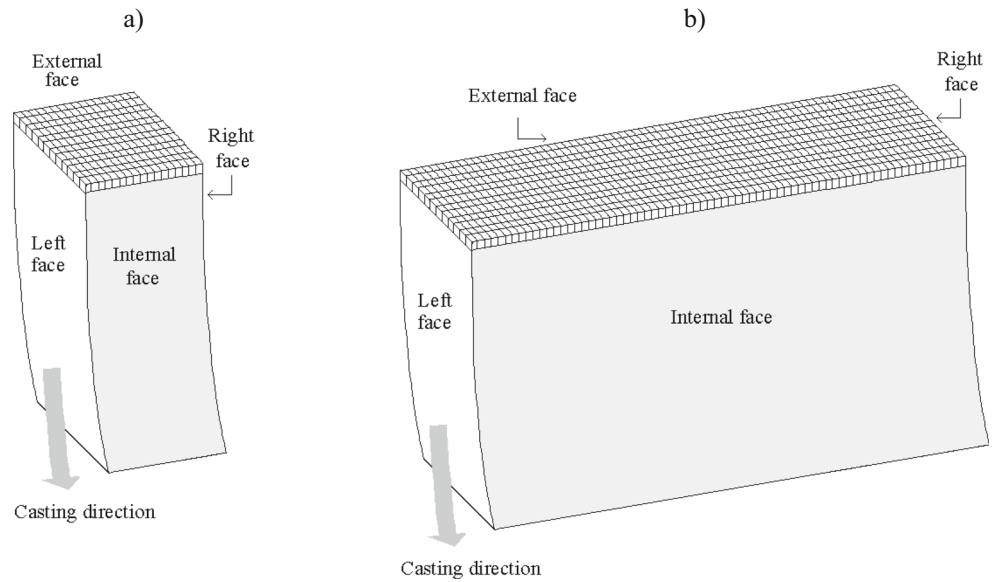 a)
External
face
Right
face
Left
face
Internal
face
Casting direction
b)
External face
Right
face
Left
face
Internal face
Casting direction